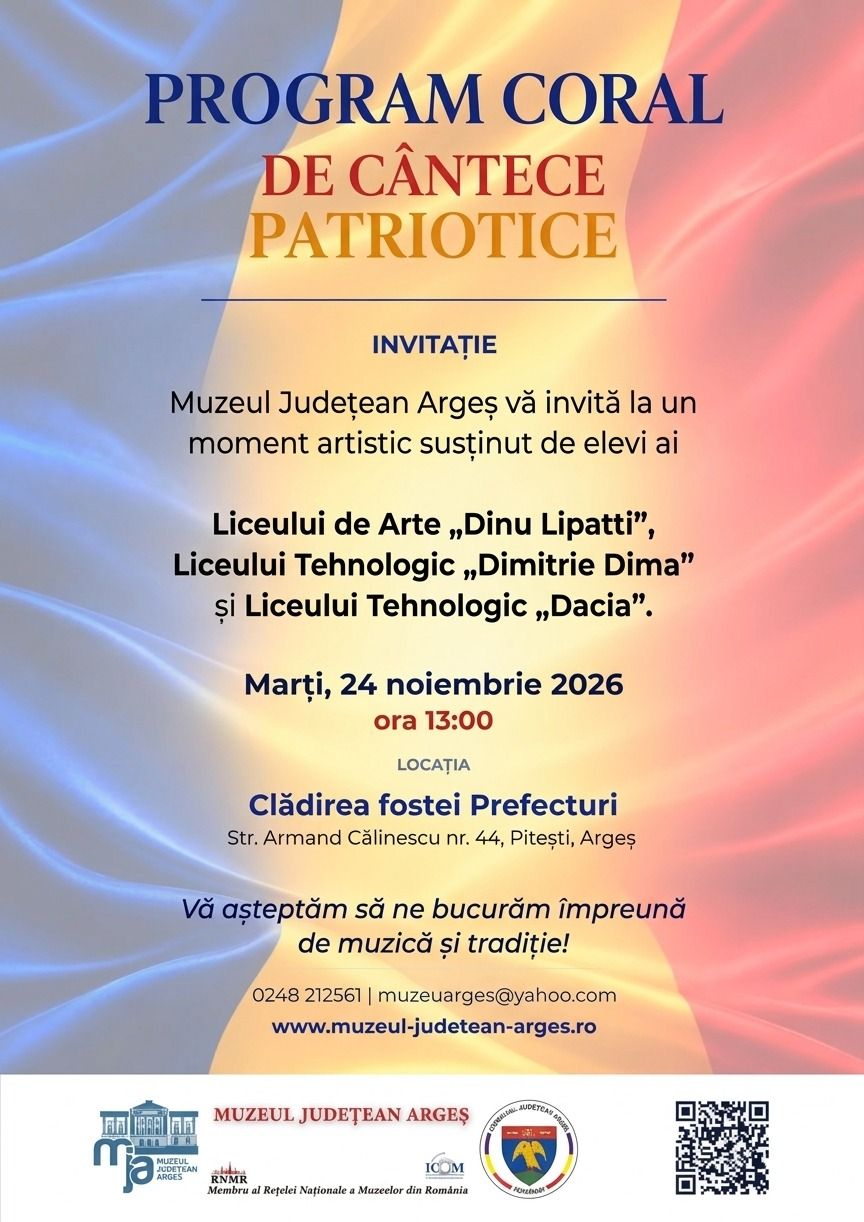 PROGRAM CORAL
DE CÂNTECE
PATRIOTICE
INVITAȚIE
Muzeul Județean Argeș vă invită la un
moment artistic susținut de elevi ai
Liceului de Arte „Dinu Lipatti”,
Liceului Tehnologic „Dimitrie Dima”
și Liceului Tehnologic „Dacia”.
Marți, 24 noiembrie 2026
ora 13:00
LOCAȚIA
Clădirea fostei Prefecturi
Str. Armand Călinescu nr. 44, Pitești, Argeș
Vă așteptăm să ne bucurăm împreună
de muzică și tradiție!
0248 212561 | muzeuarges@yahoo.com
www.muzeul-judetean-arges.ro
mja
MUZEUL
JUDEȚEAN
ARGEȘ
MUZEUL JUDEȚEAN ARGEȘ
RNMR
ICOM
Membru al Rețelei Naționale a Muzeelor din România
JUDEȚEAN